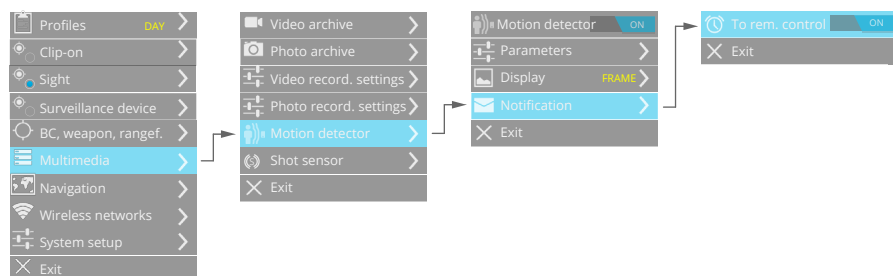 Profiles DAY
Clip-on
Sight
Surveillance device
BC, weapon, rangef.
Multimedia
Navigation
Wireless networks
System setup
Exit
Video archive
Photo archive
Video record. settings
Photo record. settings
Motion detector
Shot sensor
Exit
Motion detector ON
Parameters
Display FRAME
Notification
Exit
To rem. control ON
Exit